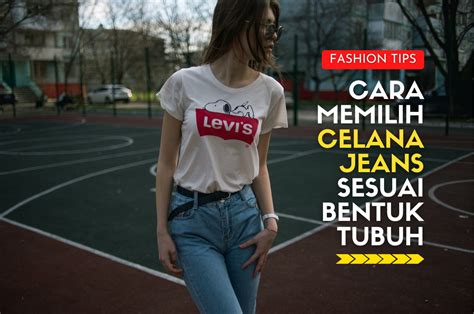 FASHION TIPS
CARA
MEMILIH
CELANA
JEANS
SESUAI
BENTUK
TUBUH
Levi's